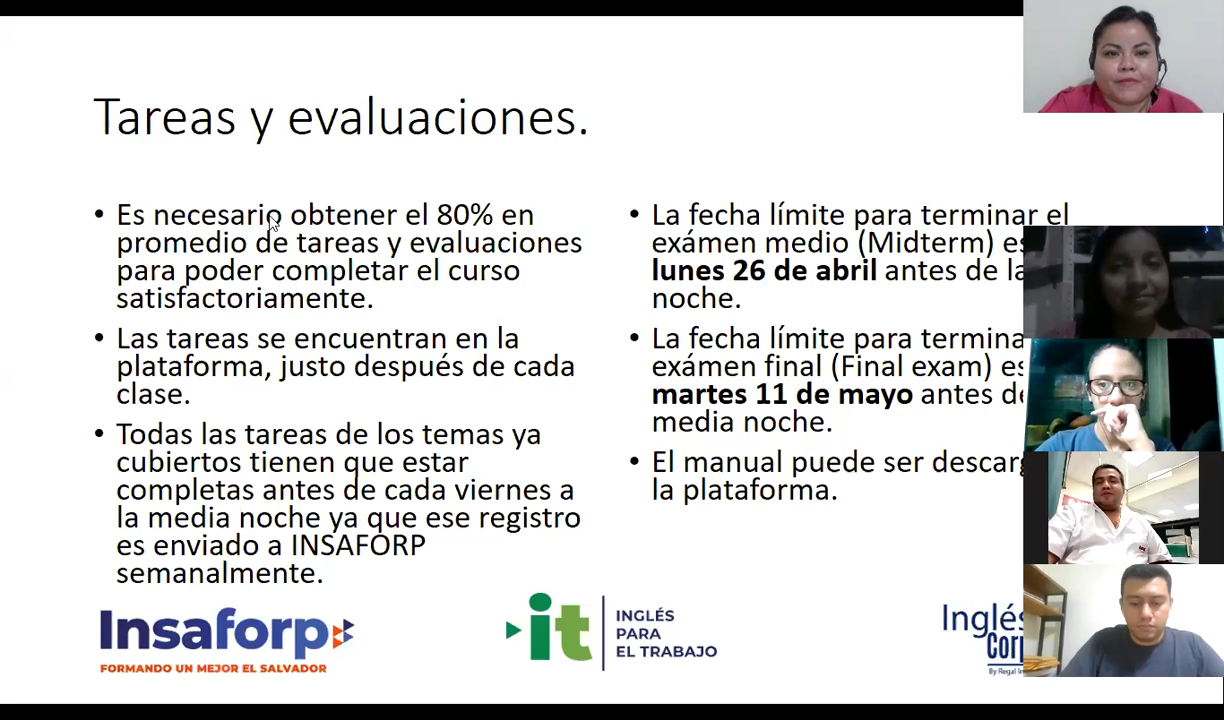 Tareas y evaluaciones.
• Es necesario obtener el 80% en
promedio de tareas y evaluaciones
para poder completar el curso
satisfactoriamente.
• Las tareas se encuentran en la
plataforma, justo después de cada
clase.
• Todas las tareas de los temas ya
cubiertos tienen que estar
completas antes de cada viernes a
la media noche ya que ese registro
es enviado a INSAFORP
semanalmente.
• La fecha límite para terminar el
exámen medio (Midterm) es
lunes 26 de abril antes de la
noche.
• La fecha límite para termina
exámen final (Final exam) es
martes 11 de mayo antes de
media noche.
• El manual puede ser descarg
la plataforma.
Insaforp
FORMANDO UN MEJOR EL SALVADOR
it
INGLÉS
PARA
EL TRABAJO
Inglés
Corp
By Regal In